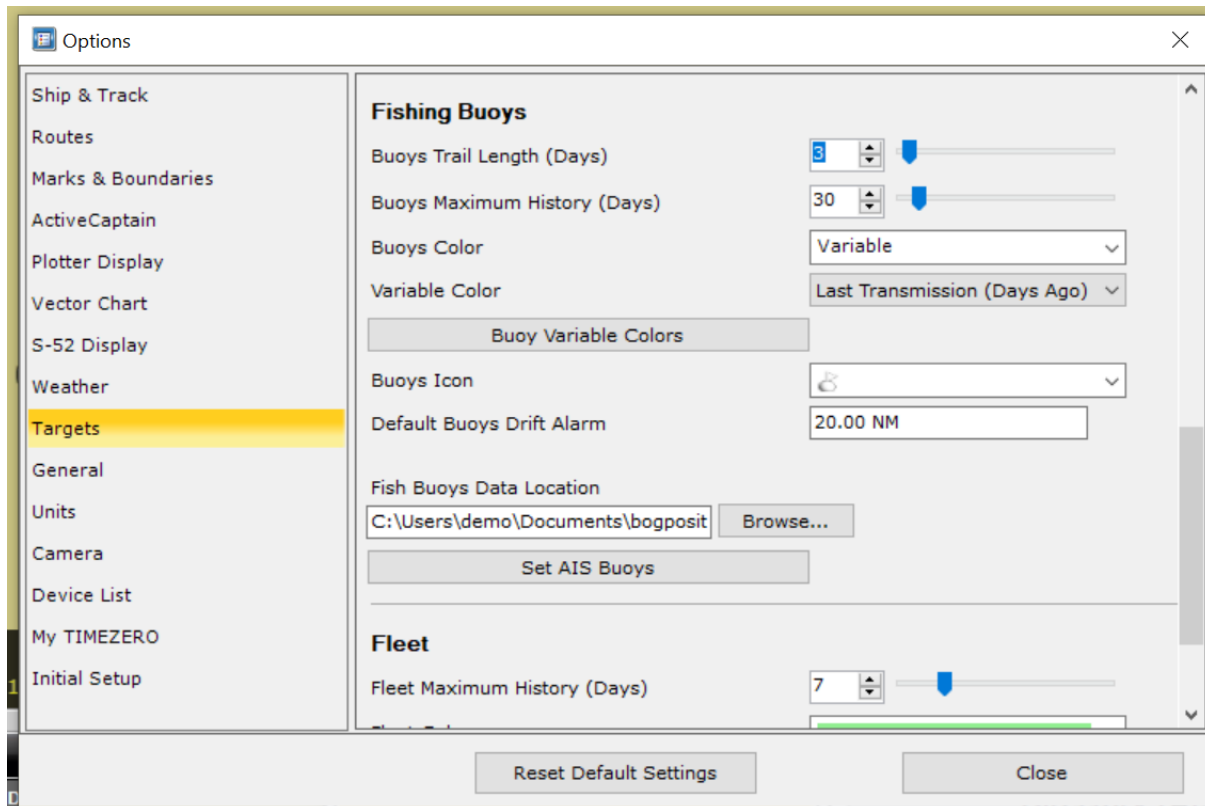 Options
Ship & Track
Routes
Marks & Boundaries
ActiveCaptain
Plotter Display
Vector Chart
S-52 Display
Weather
Targets
General
Units
Camera
Device List
My TIMEZERO
Initial Setup
Fishing Buoys
Buoys Trail Length (Days) 3
Buoys Maximum History (Days) 30
Buoys Color Variable
Variable Color Last Transmission (Days Ago)
Buoy Variable Colors
Buoys Icon
Default Buoys Drift Alarm 20.00 NM
Fish Buoys Data Location
C:\Users\demo\Documents\bogposit Browse...
Set AIS Buoys
Fleet
Fleet Maximum History (Days) 7
Reset Default Settings Close